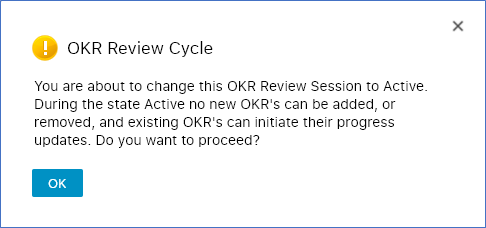 OKR Review Cycle
You are about to change this OKR Review Session to Active.
During the state Active no new OKR's can be added, or
removed, and existing OKR's can initiate their progress
updates. Do you want to proceed?
OK